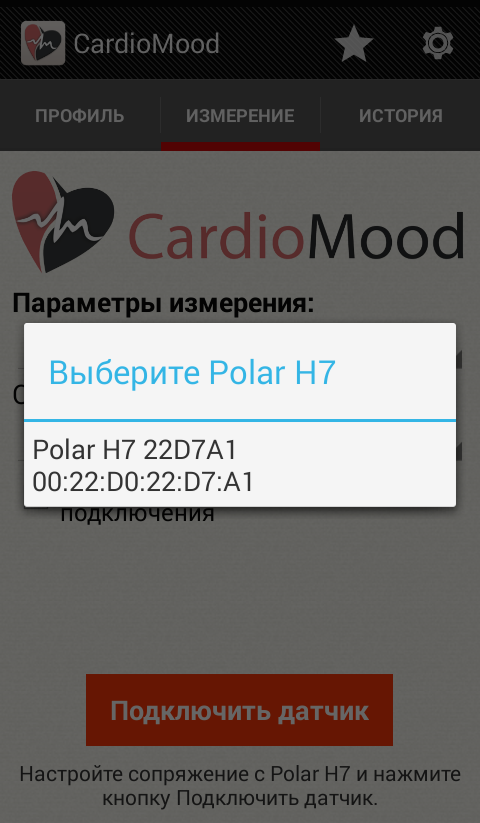 CardioMood
ПРОФИЛЬ
ИЗМЕРЕНИЕ
ИСТОРИЯ
CardioMood
Параметры измерения:
Выберите Polar H7
Polar H7 22D7A1
00:22:D0:22:D7:A1
подключения
Подключить датчик
Настройте сопряжение с Polar H7 и нажмите
кнопку Подключить датчик.